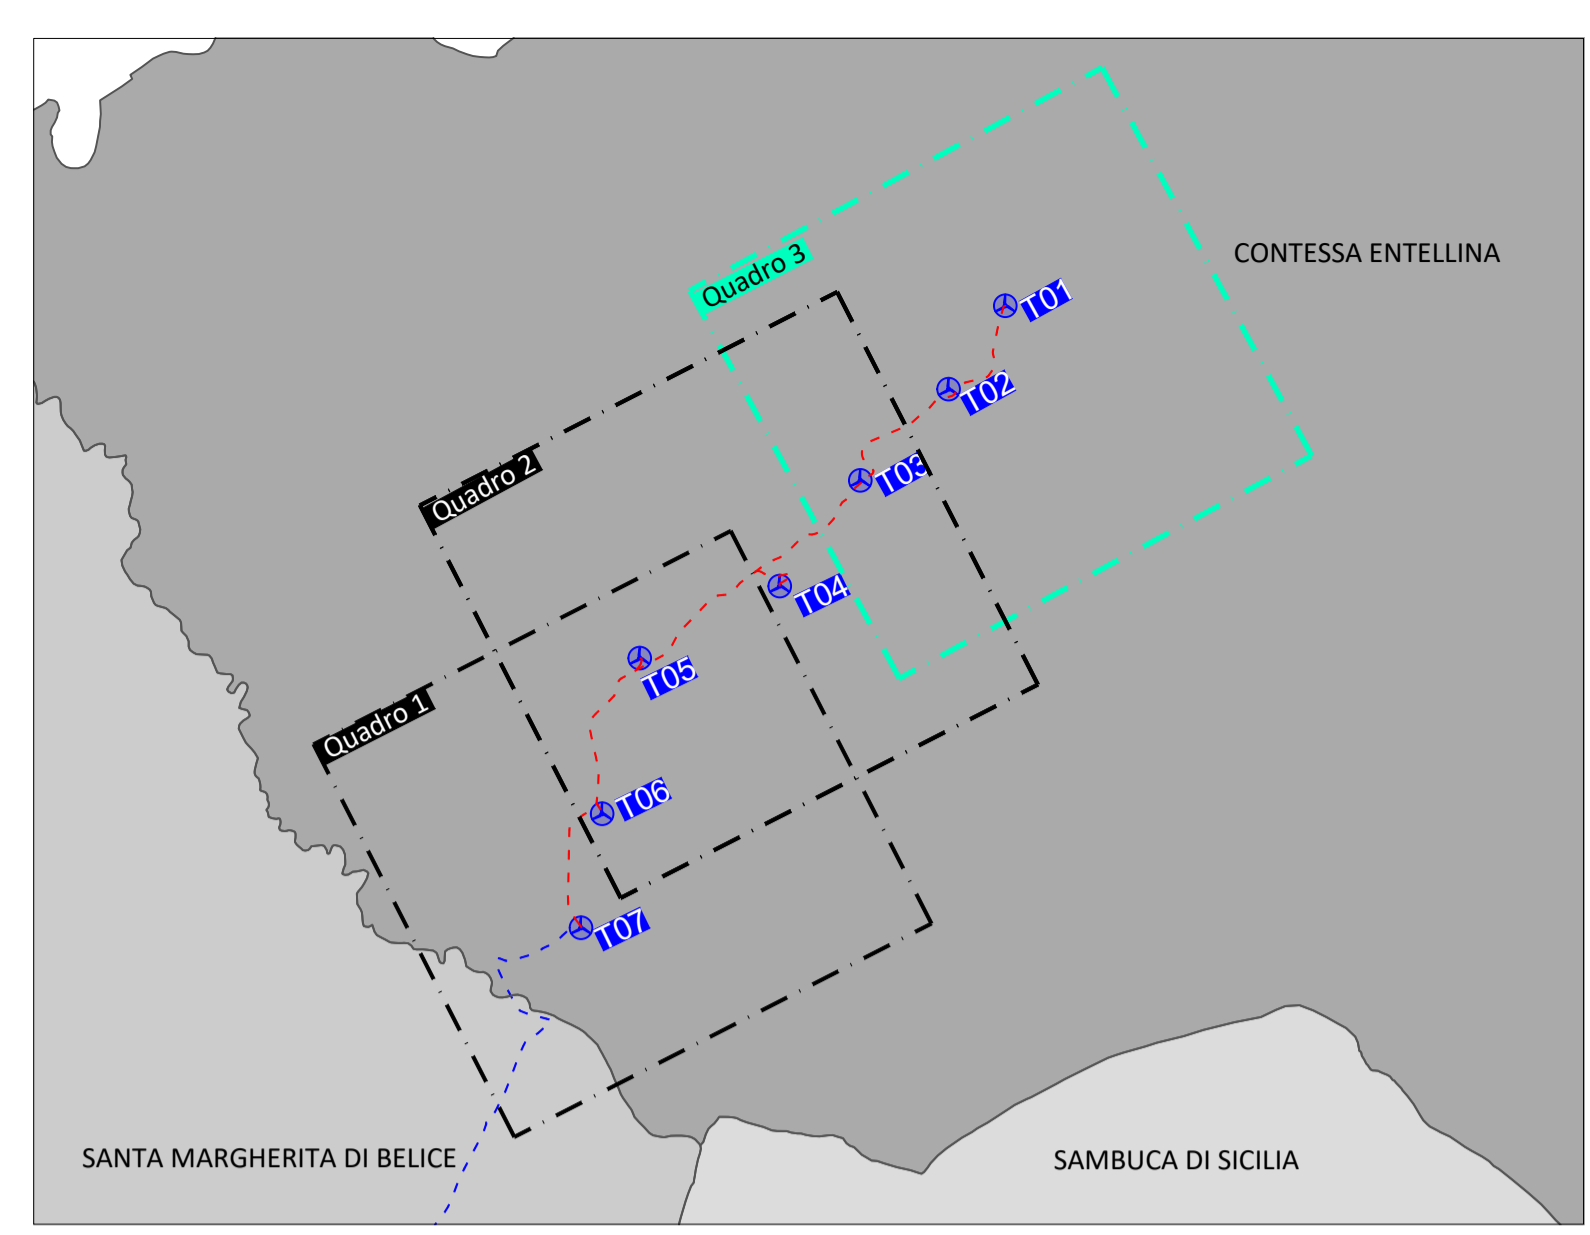 CONTESSA ENTELLINA
Quadro 3
T01
T02
Quadro 2
T03
T04
T05
Quadro 1
T06
T07
SANTA MARGHERITA DI BELICE
SAMBUCA DI SICILIA